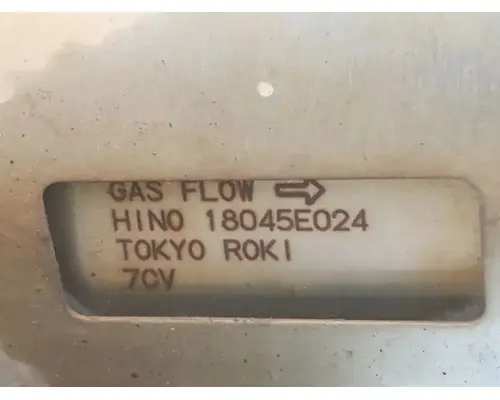 GAS FLOW ⇨
HINO 18045E024
TOKYO ROKI
7CV